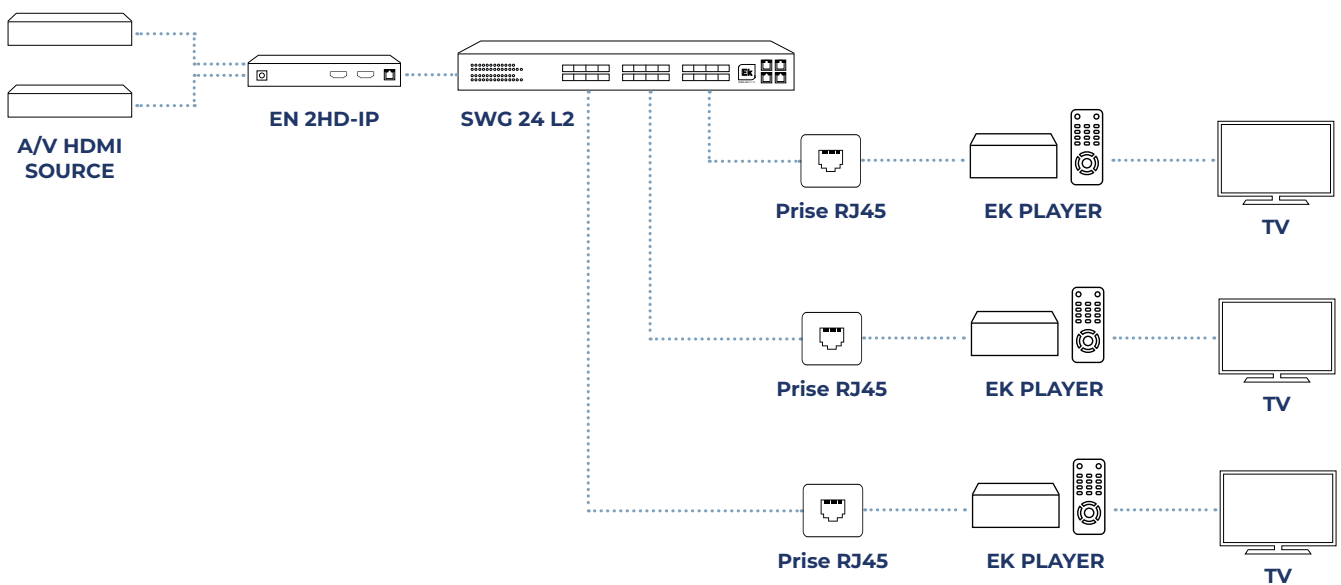 Ek
EN 2HD-IP
SWG 24 L2
A/V HDMI
SOURCE
Prise RJ45
EK PLAYER
TV
Prise RJ45
EK PLAYER
TV
Prise RJ45
EK PLAYER
TV